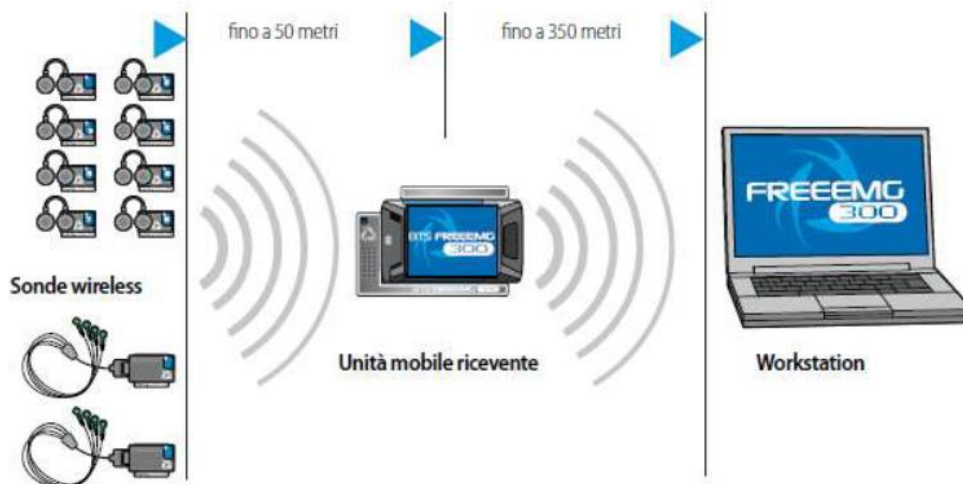 fino a 50 metri
fino a 350 metri
Sonde wireless
BTS FREEEMG
300
Unità mobile ricevente
FREEEMG
300
Workstation